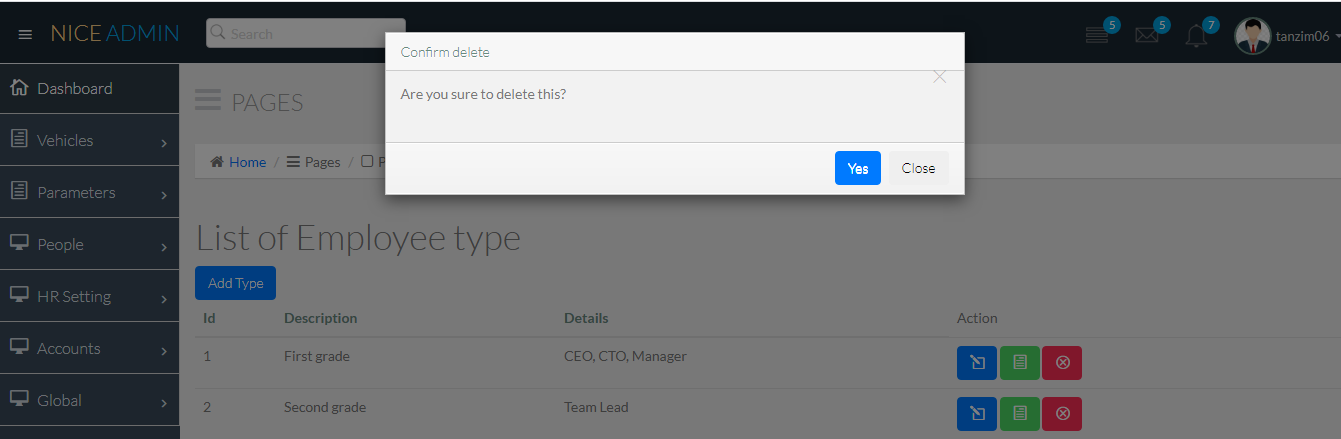 NICE ADMIN
Search
5
5
7
tanzim06
Confirm delete
Are you sure to delete this?
Yes
Close
Dashboard
Vehicles
Parameters
People
HR Setting
Accounts
Global
PAGES
Home / Pages / P
List of Employee type
Add Type
Id Description Details Action
1 First grade CEO, CTO, Manager
2 Second grade Team Lead